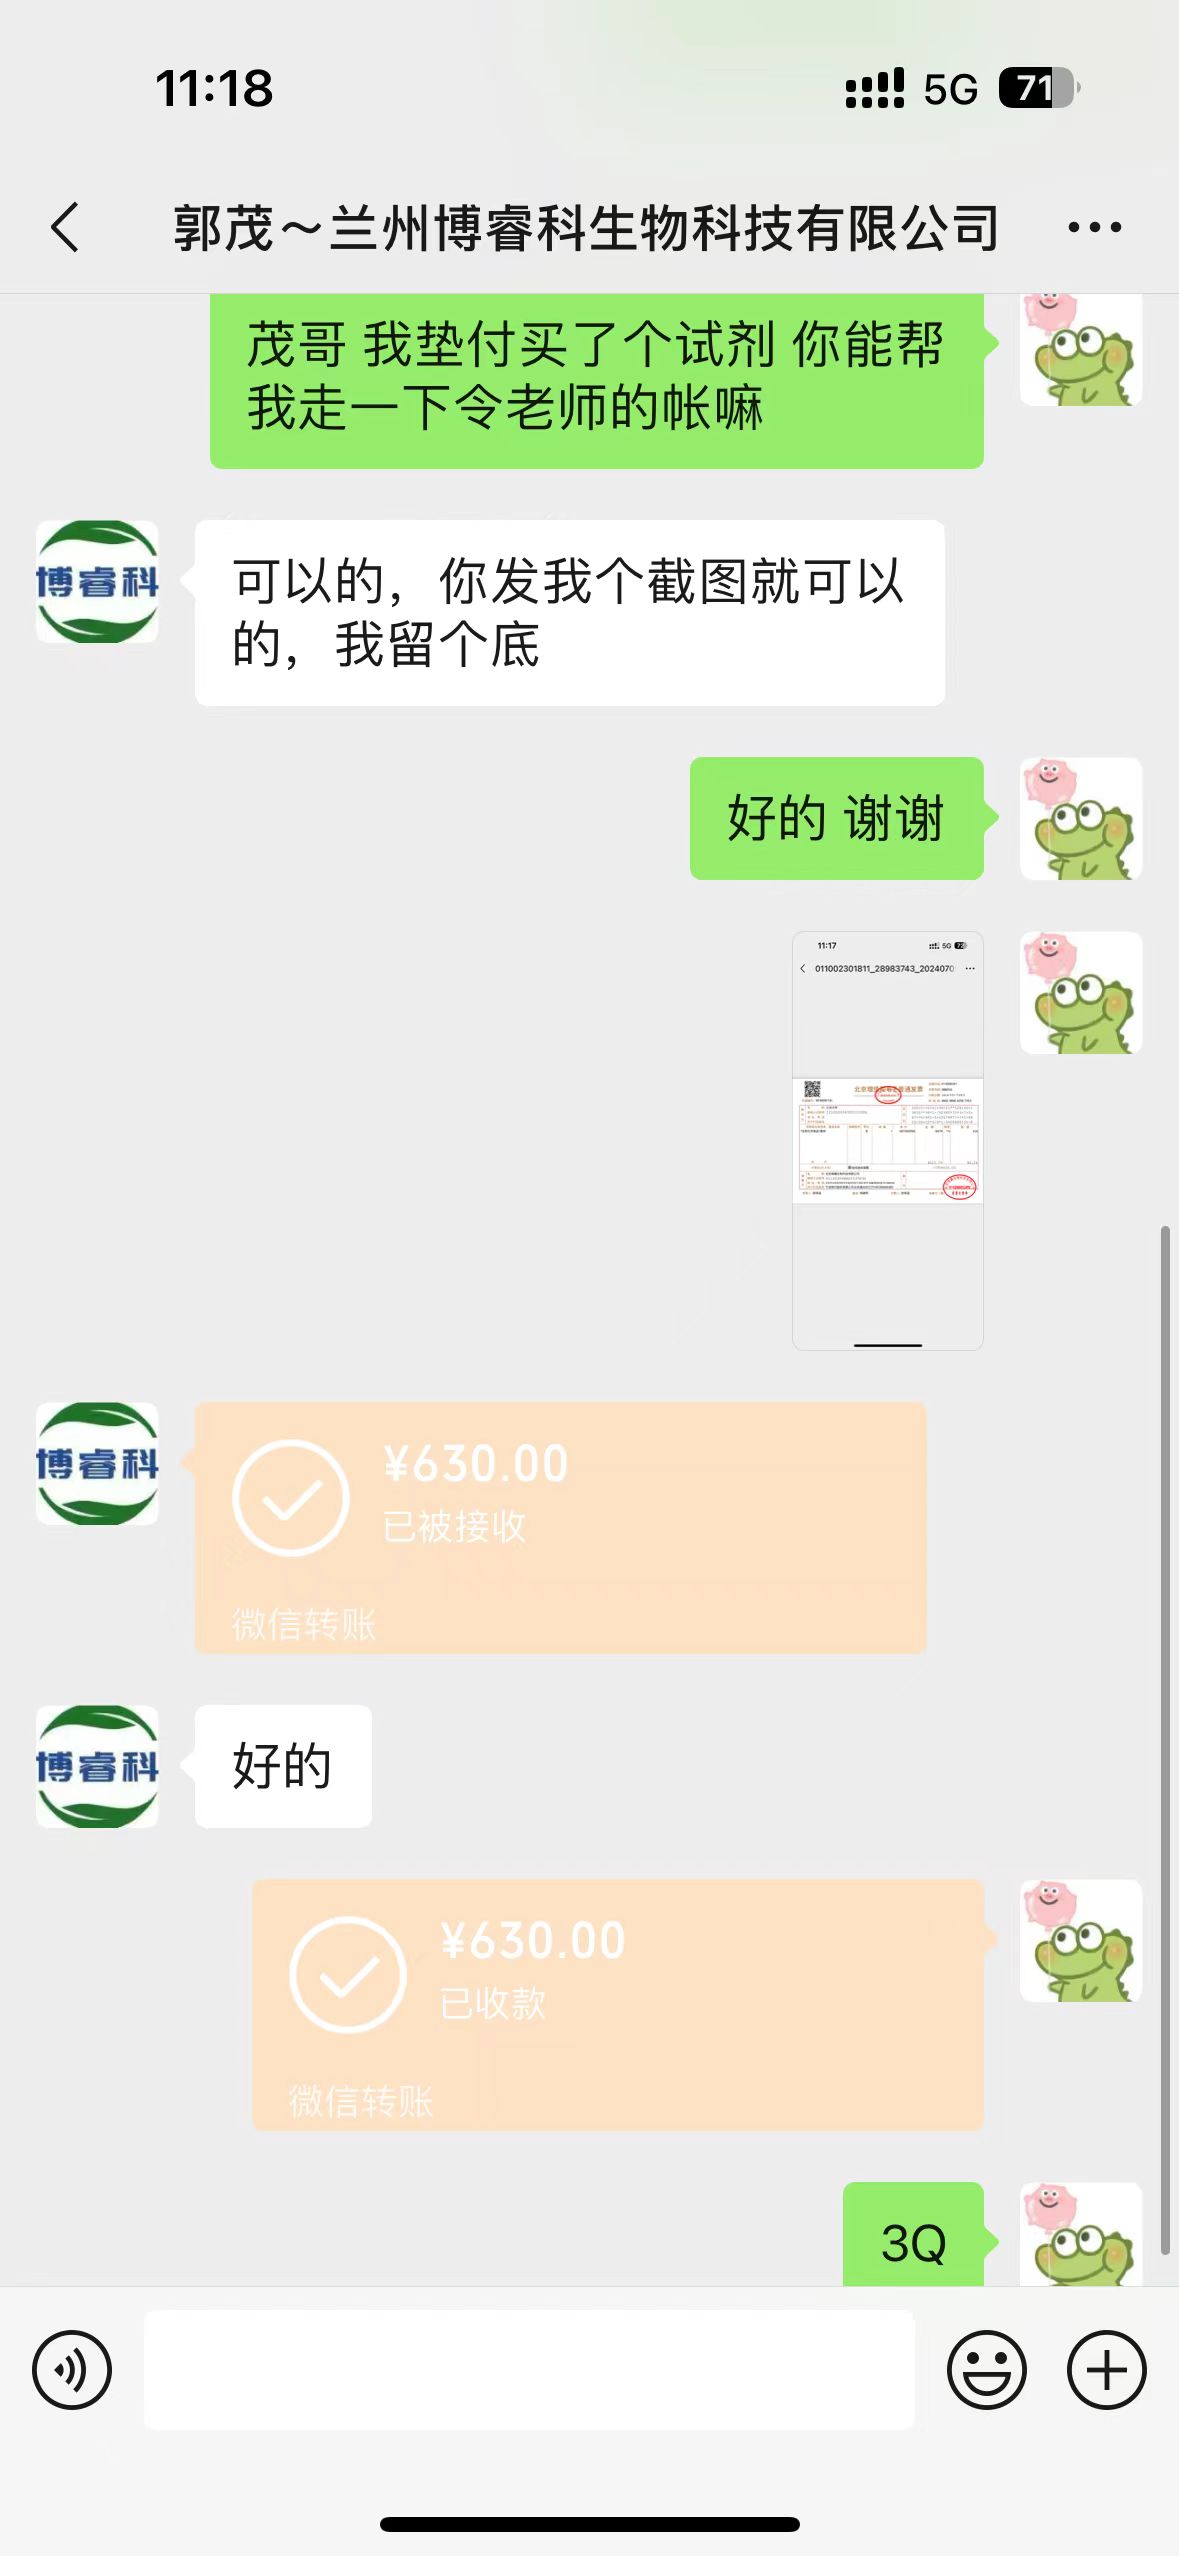 11:18
5G
71
郭茂～兰州博睿科生物科技有限公司
茂哥 我垫付买了个试剂 你能帮
我走一下令老师的帐嘛
博睿科
可以的，你发我个截图就可以
的，我留个底
好的 谢谢
11:17
5G
011002301811_28983743_2024070
博睿科
¥630.00
已被接收
微信转账
博睿科
好的
¥630.00
已收款
微信转账
3Q